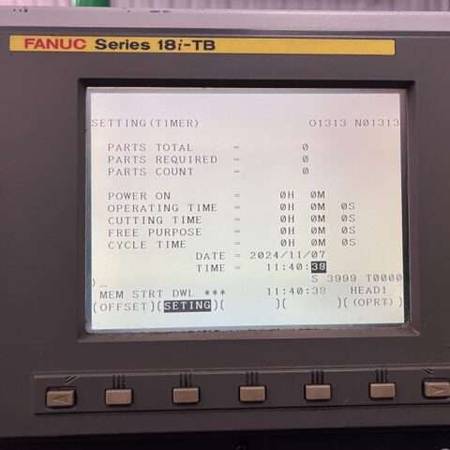 FANUC Series 18i-TB
SETTING(TIMER) O1313 N01313
PARTS TOTAL = 0
PARTS REQUIRED = 0
PARTS COUNT = 0
POWER ON = 0H 0M
OPERATING TIME = 0H 0M 0S
CUTTING TIME = 0H 0M 0S
FREE PURPOSE = 0H 0M 0S
CYCLE TIME = 0H 0M 0S
DATE = 2024/11/07
TIME = 11:40:38
)_
S 3999 T0000
MEM STRT DWL *** 11:40:39 HEAD1
(OFFSET)(SETING)( )( )((OPRT))